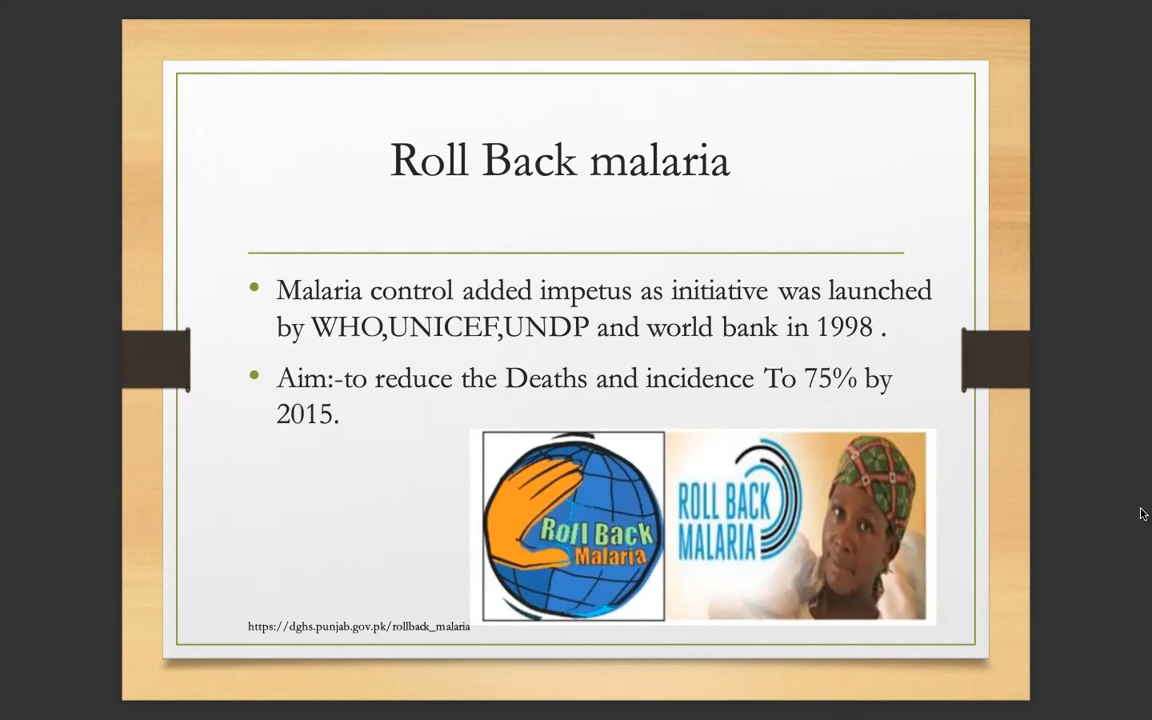 Roll Back malaria
• Malaria control added impetus as initiative was launched
by WHO,UNICEF,UNDP and world bank in 1998 .
• Aim:-to reduce the Deaths and incidence To 75% by
2015.
Roll Back
Malaria
ROLL BACK
MALARIA
https://dghs.punjab.gov.pk/rollback_malaria